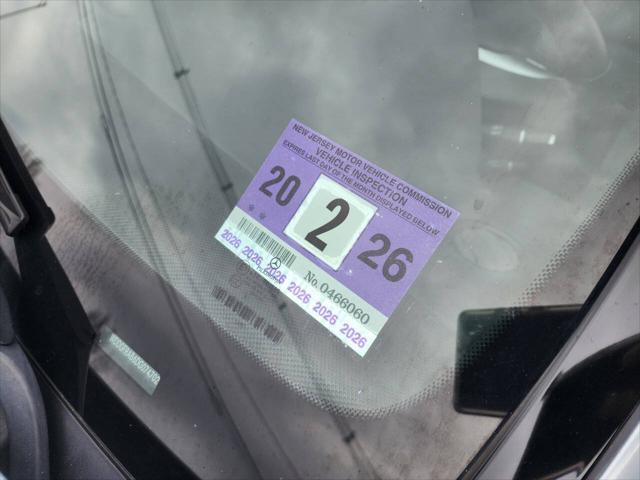 NEW JERSEY MOTOR VEHICLE COMMISSION
VEHICLE INSPECTION
EXPIRES LAST DAY OF THE MONTH DISPLAYED BELOW
20 2 26
No. 0466060
2026 2026 2026 2026 2026 2026 2026